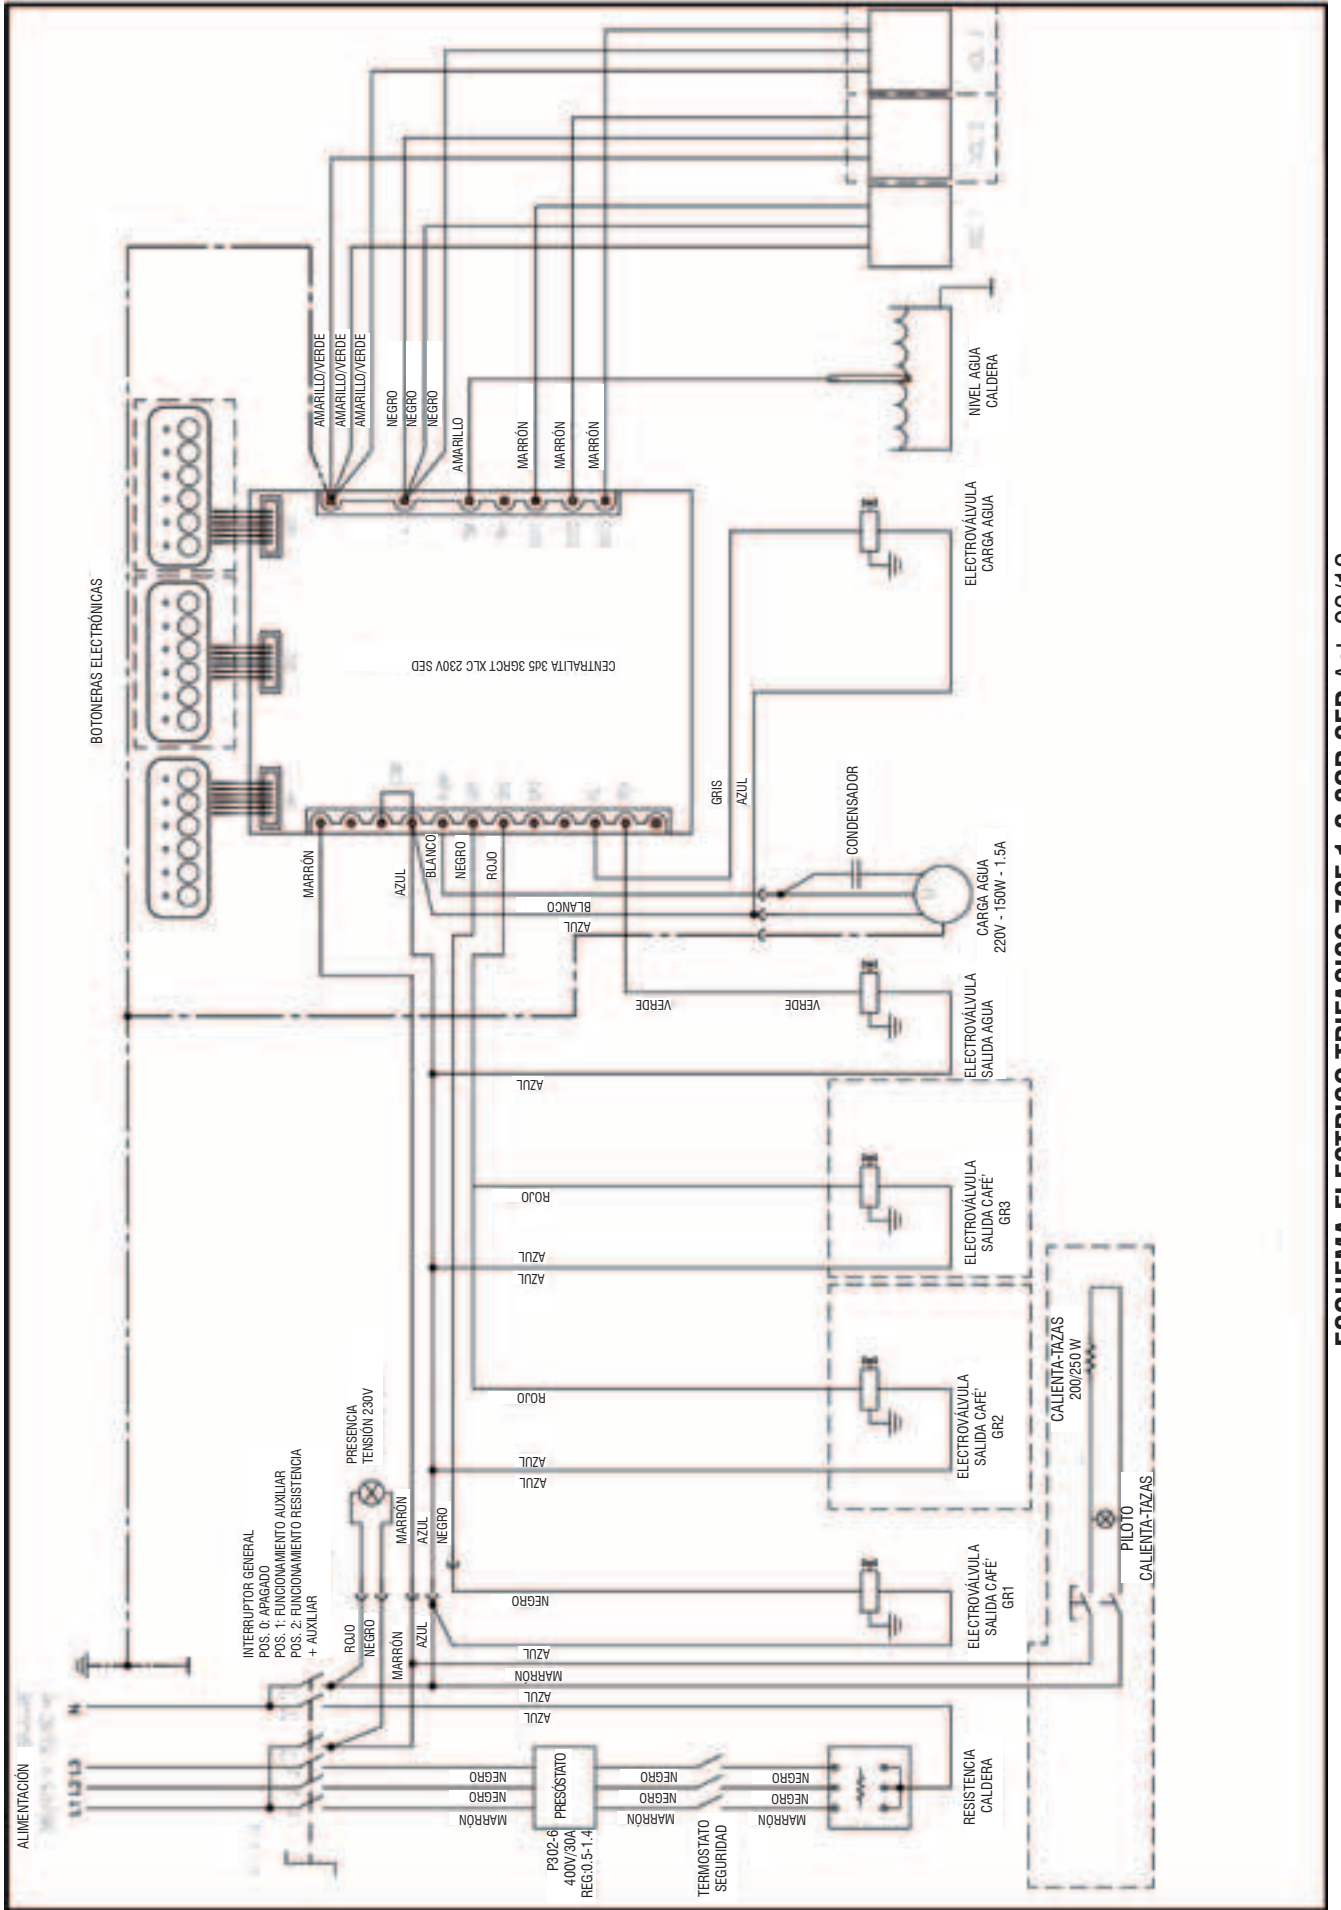 ALIMENTACIÓN
L1 L2 L3
N
INTERRUPTOR GENERAL
POS. 0: APAGADO
POS. 1: FUNCIONAMIENTO AUXILIAR
POS. 2: FUNCIONAMIENTO RESISTENCIA
+ AUXILIAR
PRESENCIA
TENSIÓN 230V
ROJO
NEGRO
MARRÓN
AZUL
MARRÓN
AZUL
NEGRO
NEGRO
NEGRO
MARRÓN
P302-6
400V/30A
REG:0.5-1.4
PRESÓSTATO
NEGRO
NEGRO
MARRÓN
TERMOSTATO
SEGURIDAD
NEGRO
NEGRO
MARRÓN
RESISTENCIA
CALDERA
NEGRO
AZUL
MARRÓN
AZUL
AZUL
ELECTROVÁLVULA
SALIDA CAFÉ'
GR1
PILOTO
CALIENTA-TAZAS
CALIENTA-TAZAS
200/250 W
ROJO
AZUL
AZUL
ELECTROVÁLVULA
SALIDA CAFÉ'
GR2
ROJO
AZUL
AZUL
ELECTROVÁLVULA
SALIDA CAFÉ'
GR3
AZUL
VERDE
VERDE
ELECTROVÁLVULA
SALIDA AGUA
BOTONERAS ELECTRÓNICAS
MARRÓN
AZUL
BLANCO
NEGRO
ROJO
BLANCO
AZUL
CARGA AGUA
220V - 150W - 1.5A
CONDENSADOR
GRIS
AZUL
CENTRALITA 3d5 3GRCT XLC 230V SED
ELECTROVÁLVULA
CARGA AGUA
AMARILLO/VERDE
AMARILLO/VERDE
AMARILLO/VERDE
NEGRO
NEGRO
NEGRO
AMARILLO
MARRÓN
MARRÓN
MARRÓN
NIVEL AGUA
CALDERA